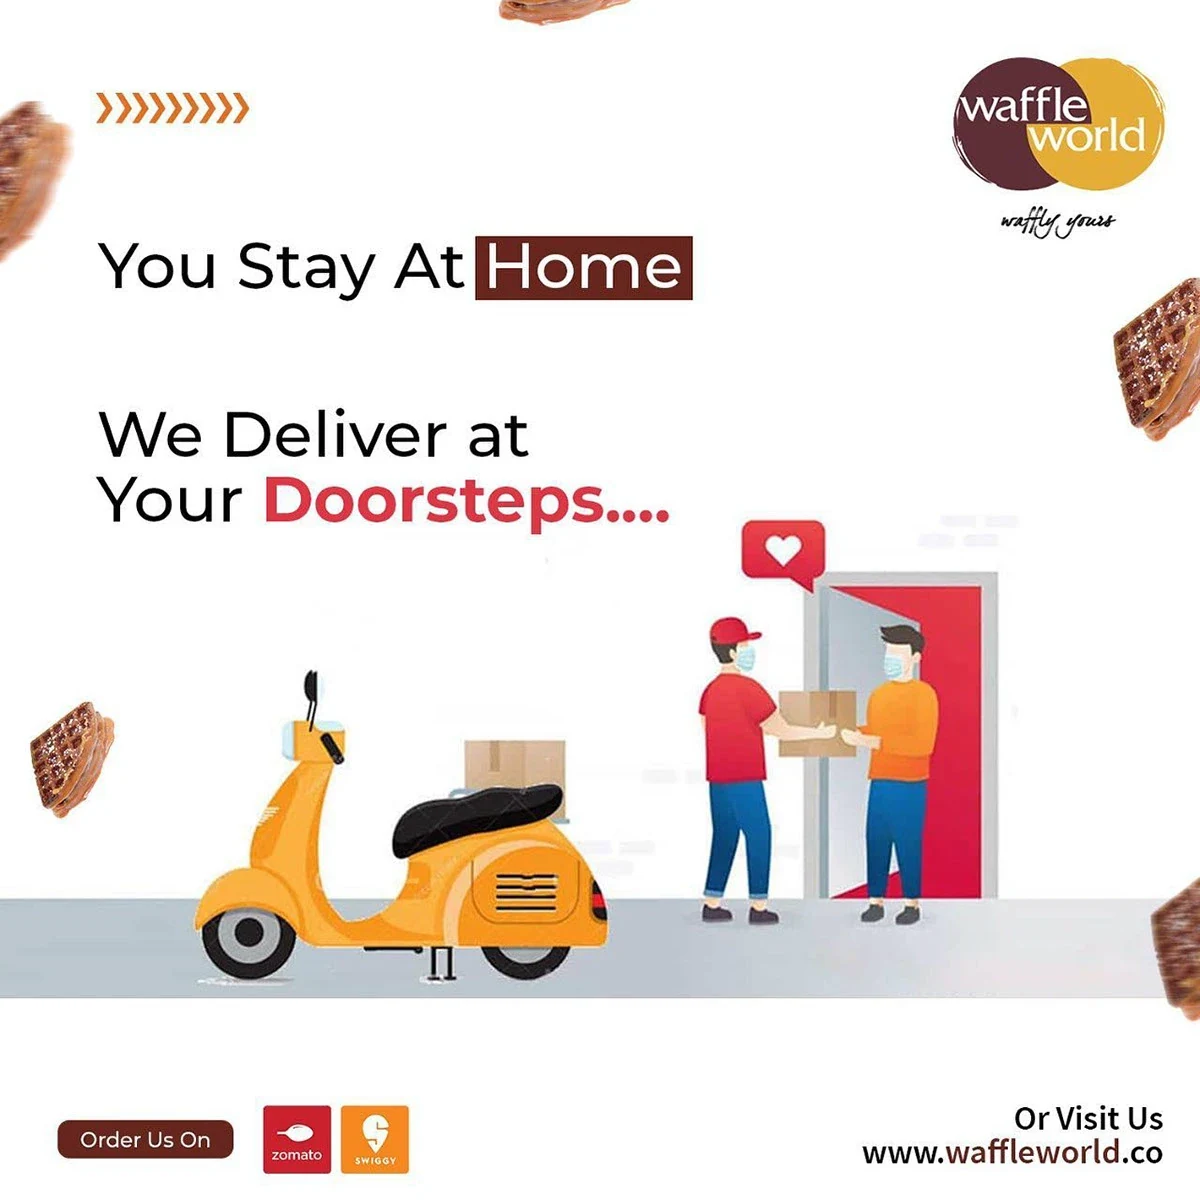 waffle
world
waffly yours
You Stay At Home
We Deliver at
Your Doorsteps....
Order Us On
zomato
SWIGGY
Or Visit Us
www.waffleworld.co